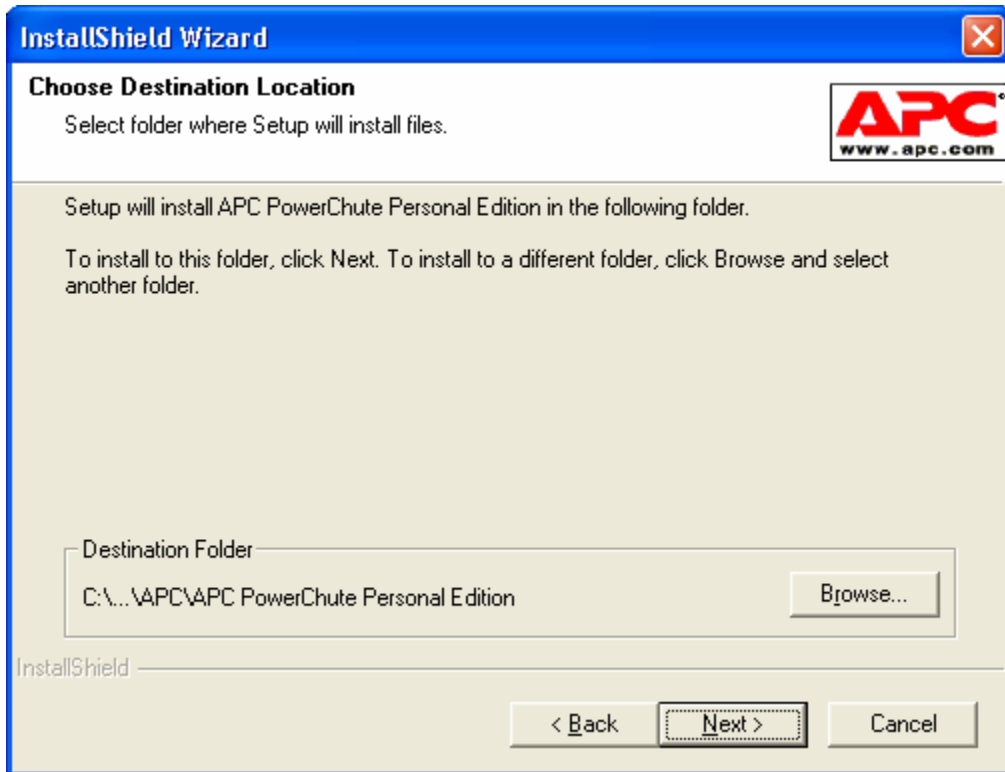 InstallShield Wizard
Choose Destination Location
Select folder where Setup will install files.
APC
www.apc.com
Setup will install APC PowerChute Personal Edition in the following folder.
To install to this folder, click Next. To install to a different folder, click Browse and select
another folder.
Destination Folder
C:\...\APC\APC PowerChute Personal Edition
Browse...
InstallShield
< Back
Next >
Cancel